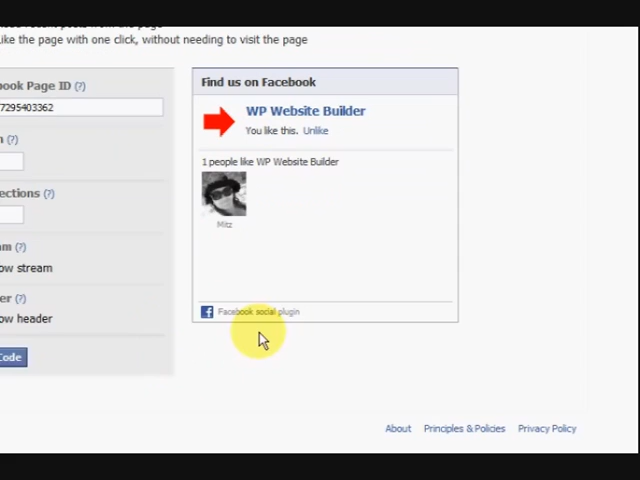 Like the page with one click, without needing to visit the page
book Page ID (?)
7295403362
n (?)
ections (?)
am (?)
ow stream
er (?)
ow header
Code
Find us on Facebook
WP Website Builder
You like this. Unlike
1 people like WP Website Builder
Mitz
Facebook social plugin
About Principles & Policies Privacy Policy